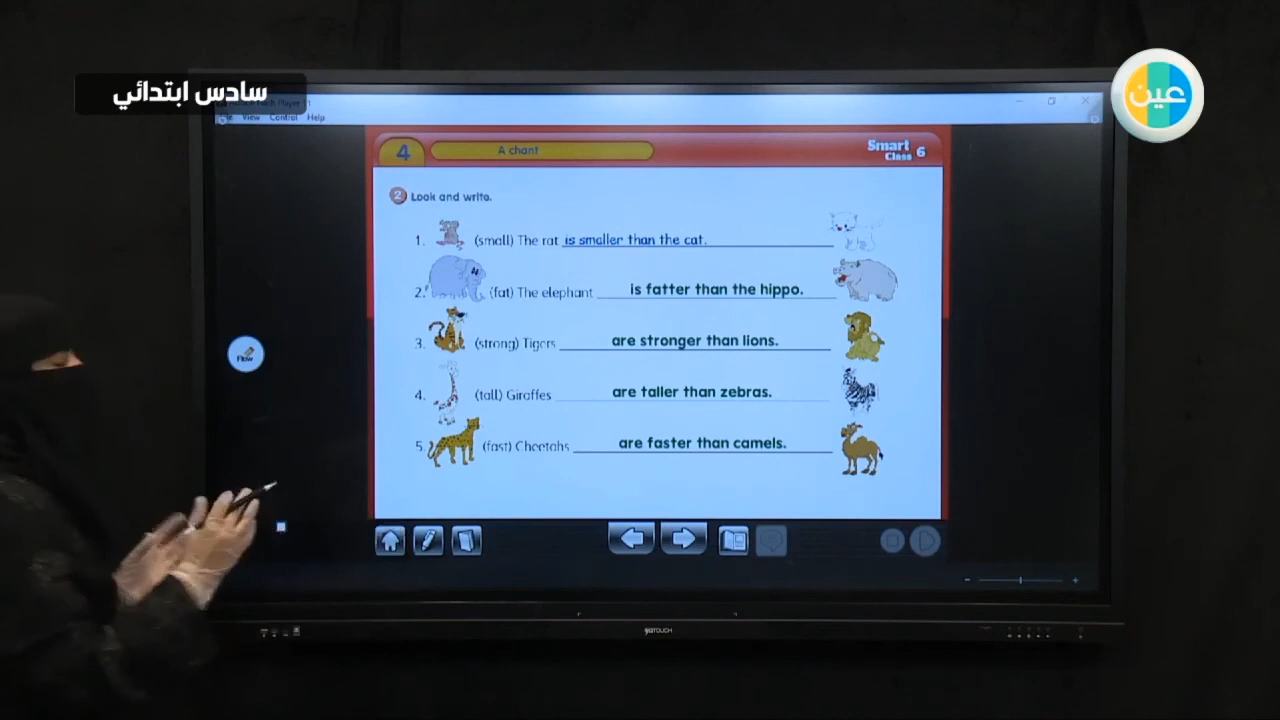 سادس ابتدائي
عين
View Control Help
4 A chant Smart Class 6
2 Look and write.
1. (small) The rat is smaller than the cat.
2. (fat) The elephant is fatter than the hippo.
3. (strong) Tigers are stronger than lions.
4. (tall) Giraffes are taller than zebras.
5. (fast) Cheetahs are faster than camels.
Flow